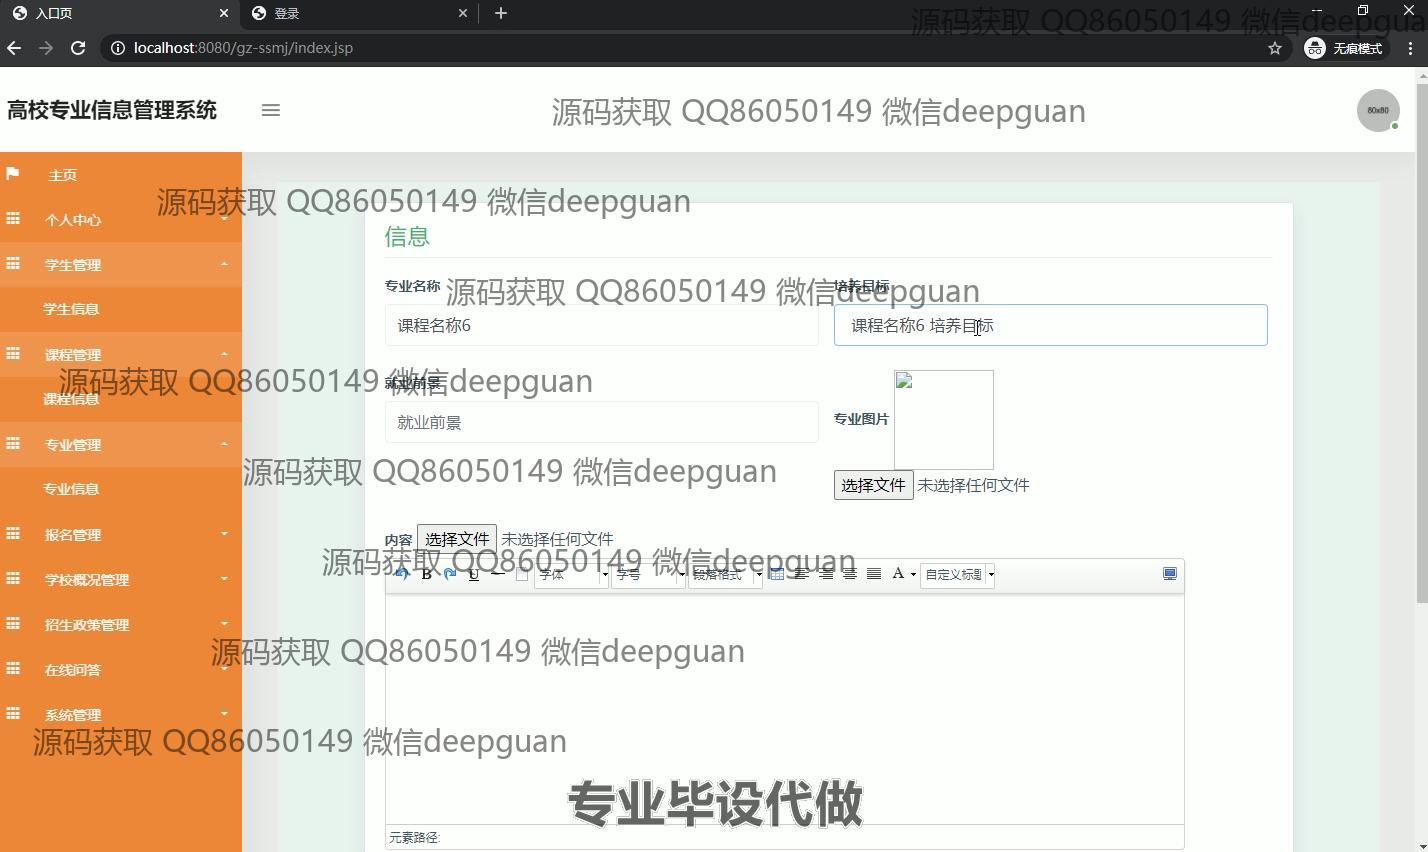 入口页
登录
localhost:8080/gz-ssmj/index.jsp
无痕模式
源码获取 QQ86050149 微信deepgua
高校专业信息管理系统
源码获取 QQ86050149 微信deepguan
80x80
主页
源码获取 QQ86050149 微信deepguan
个人中心
学生管理
学生信息
课程管理
源码获取 QQ86050149 微信deepguan
课程信息
专业管理
专业信息
报名管理
学校概况管理
招生政策管理
在线问答
系统管理
源码获取 QQ86050149 微信deepguan
信息
专业名称
培养目标
源码获取 QQ86050149 微信deepguan
课程名称6
课程名称6 培养目标
就业前景
就业前景
专业图片
选择文件 未选择任何文件
源码获取 QQ86050149 微信deepguan
内容 选择文件 未选择任何文件
源码获取 QQ86050149 微信deepguan
B U 字体 字号 段落格式 A 自定义标题
源码获取 QQ86050149 微信deepguan
专业毕设代做
元素路径: